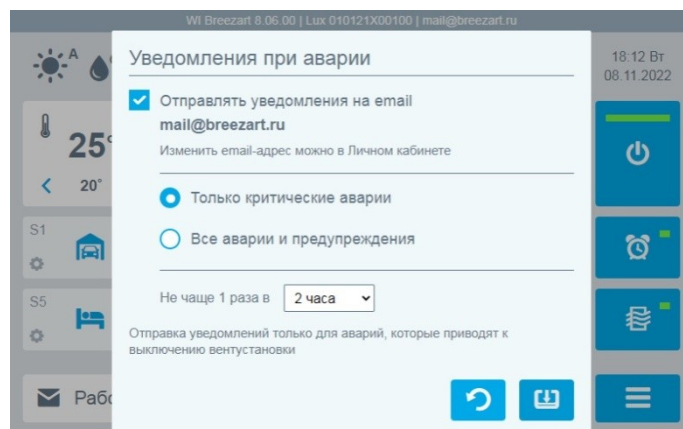 WI Breezart 8.06.00 | Lux 010121X00100 | mail@breezart.ru
A
18:12 Вт
08.11.2022
Уведомления при аварии
Отправлять уведомления на email
mail@breezart.ru
Изменить email-адрес можно в Личном кабинете
25°
20°
Только критические аварии
Все аварии и предупреждения
S1
S5
Не чаще 1 раза в 2 часа
Отправка уведомлений только для аварий, которые приводят к
выключению вентустановки